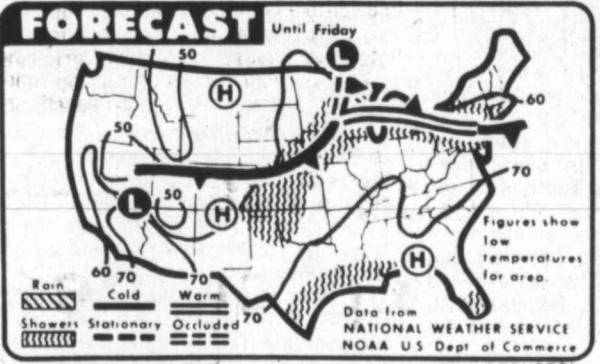 FORECAST
Until Friday
50
L
H
60
50
70
L
50
H
Figures show
low
temperatures
for area.
H
60
70
70
70
Rain
Cold
Warm
Showers
Stationary
Occluded
Data from
NATIONAL WEATHER SERVICE
NOAA U S Dept of Commerce